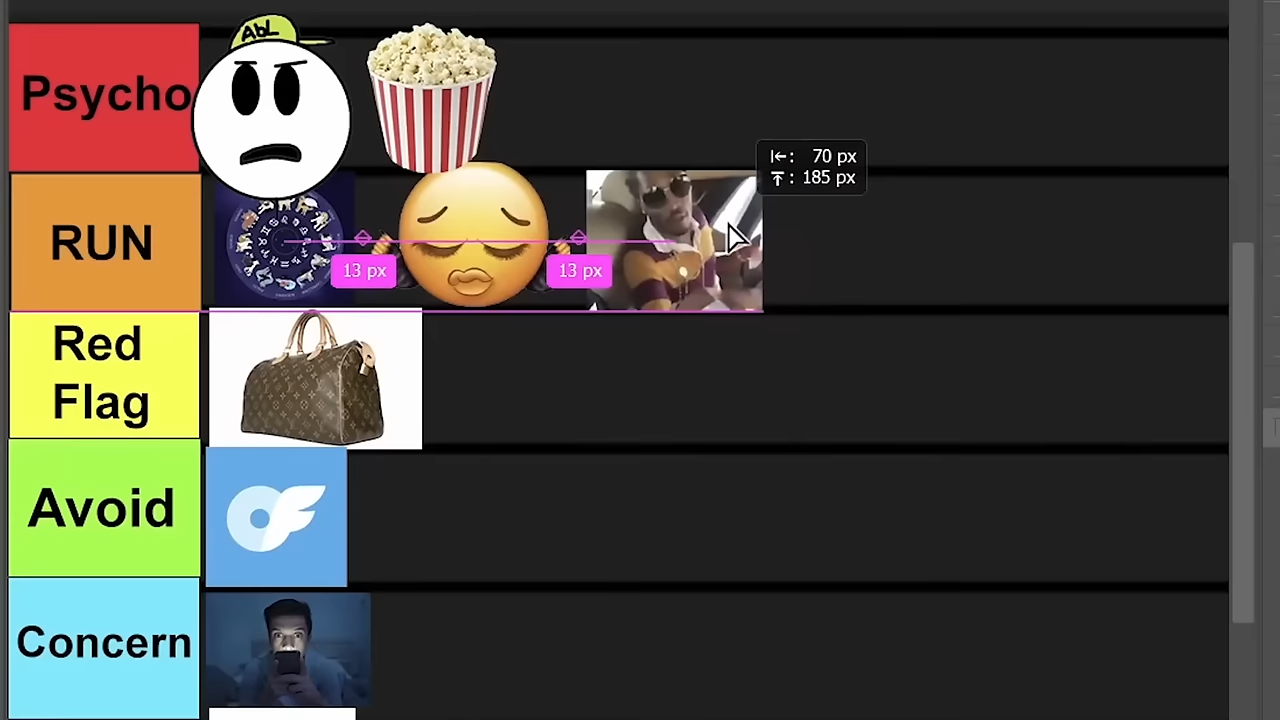 AbL
Psycho
70 px
185 px
RUN
13 px
13 px
Red
Flag
Avoid
Concern